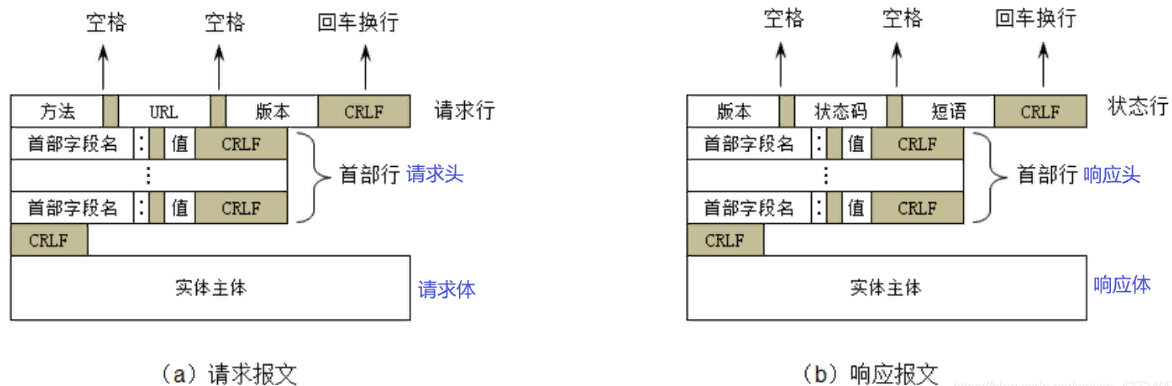 空格 空格 回车换行
方法 URL 版本 CRLF 请求行
首部字段名 : 值 CRLF
⋮ 首部行 请求头
首部字段名 : 值 CRLF
CRLF
实体主体 请求体
(a) 请求报文
空格 空格 回车换行
版本 状态码 短语 CRLF 状态行
首部字段名 : 值 CRLF
⋮ 首部行 响应头
首部字段名 : 值 CRLF
CRLF
实体主体 响应体
(b) 响应报文